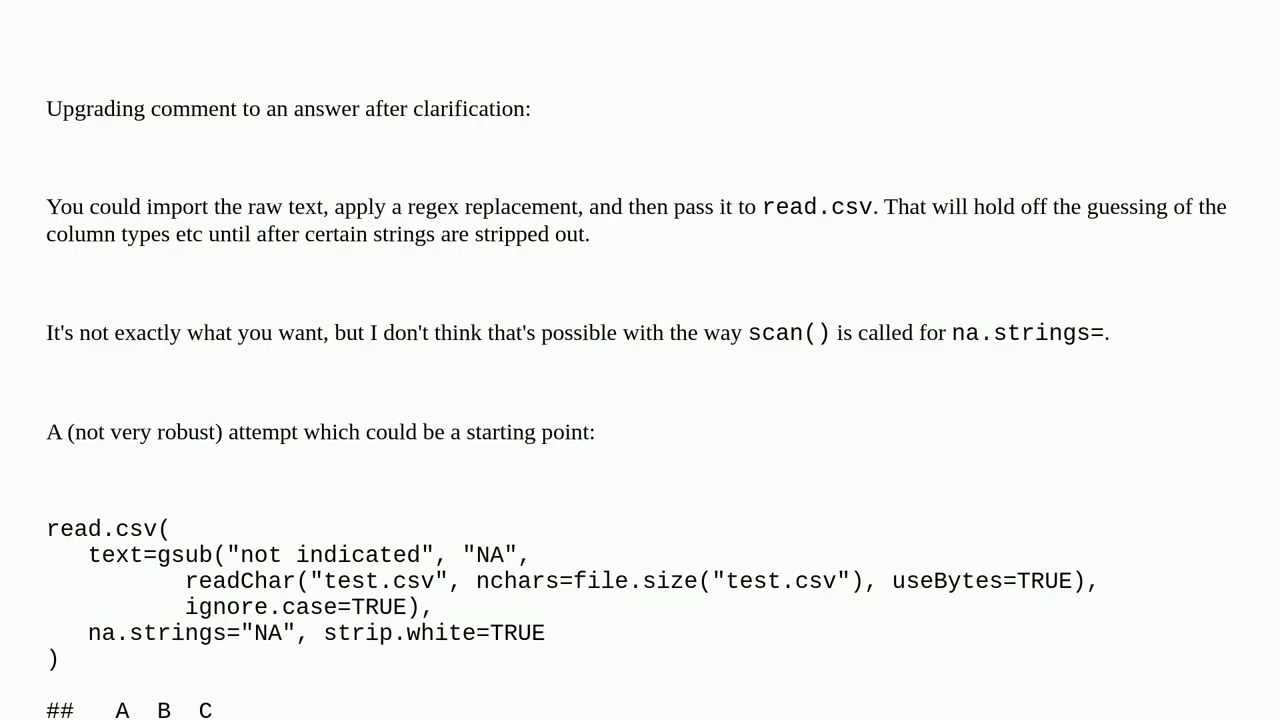 Upgrading comment to an answer after clarification:
You could import the raw text, apply a regex replacement, and then pass it to read.csv. That will hold off the guessing of the
column types etc until after certain strings are stripped out.
It's not exactly what you want, but I don't think that's possible with the way scan() is called for na.strings=.
A (not very robust) attempt which could be a starting point:
read.csv(
   text=gsub("not indicated", "NA",
          readChar("test.csv", nchars=file.size("test.csv"), useBytes=TRUE),
          ignore.case=TRUE),
   na.strings="NA", strip.white=TRUE
)
##   A  B  C